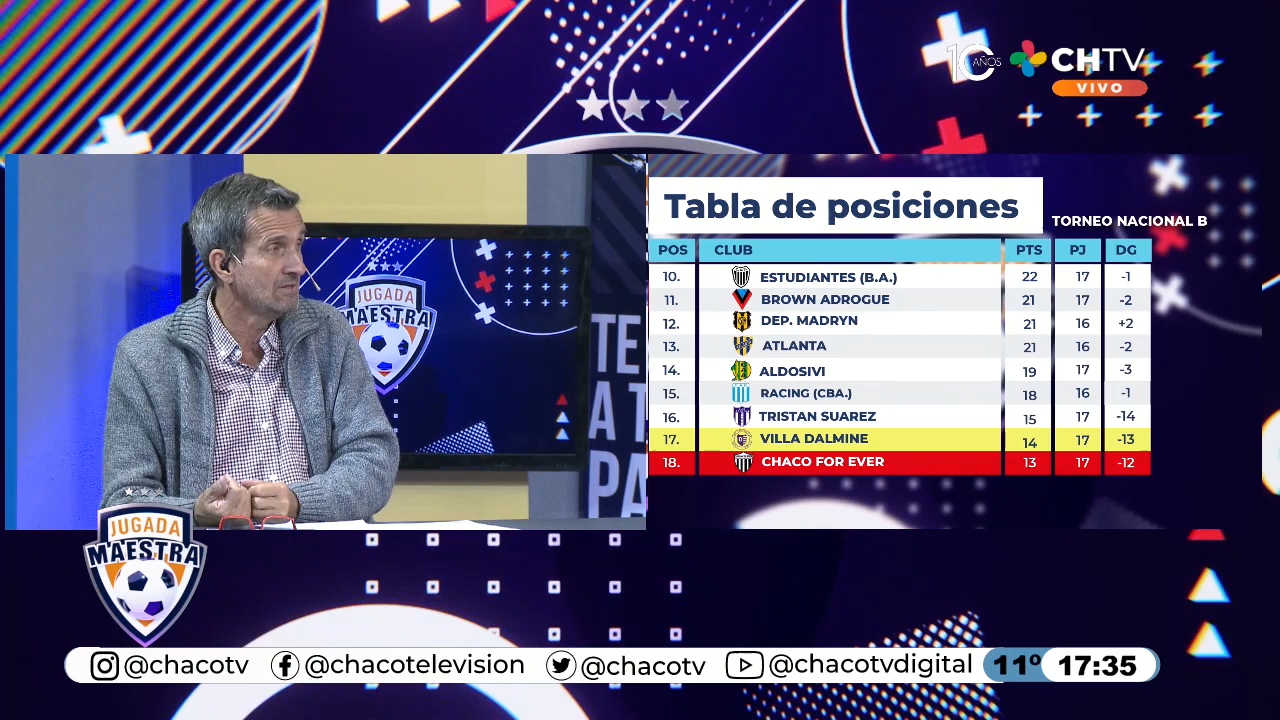 10 AÑOS CHTV
VIVO
Tabla de posiciones
TORNEO NACIONAL B
POS CLUB PTS PJ DG
10. ESTUDIANTES (B.A.) 22 17 -1
11. BROWN ADROGUE 21 17 -2
12. DEP. MADRYN 21 16 +2
13. ATLANTA 21 16 -2
14. ALDOSIVI 19 17 -3
15. RACING (CBA.) 18 16 -1
16. TRISTAN SUAREZ 15 17 -14
17. VILLA DALMINE 14 17 -13
18. CHACO FOR EVER 13 17 -12
JUGADA
MAESTRA
TE
AT
PA
JUGADA
MAESTRA
@chacotv @chacotelevision @chacotv @chacotvdigital 11º 17:35